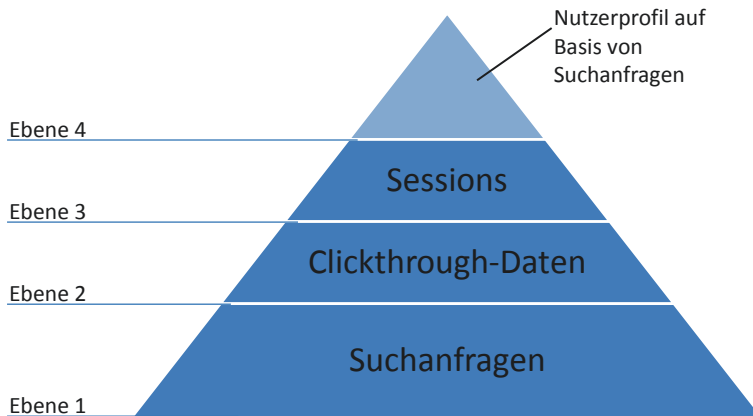 Nutzerprofil auf
Basis von
Suchanfragen
Ebene 4
Sessions
Ebene 3
Clickthrough-Daten
Ebene 2
Suchanfragen
Ebene 1